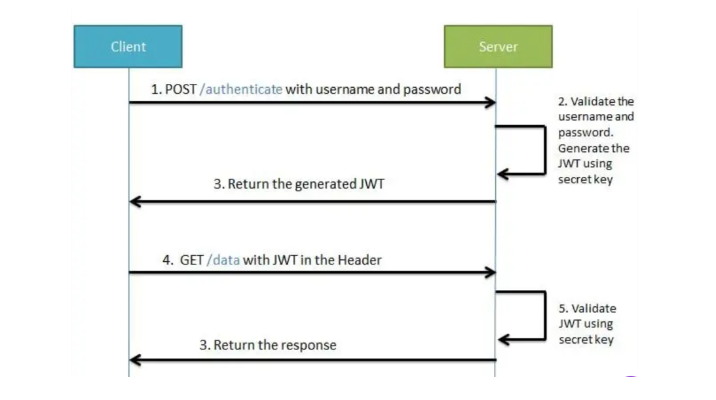 Client
Server
1. POST /authenticate with username and password
2. Validate the
username and
password.
Generate the
JWT using
secret key
3. Return the generated JWT
4. GET /data with JWT in the Header
5. Validate
JWT using
secret key
3. Return the response